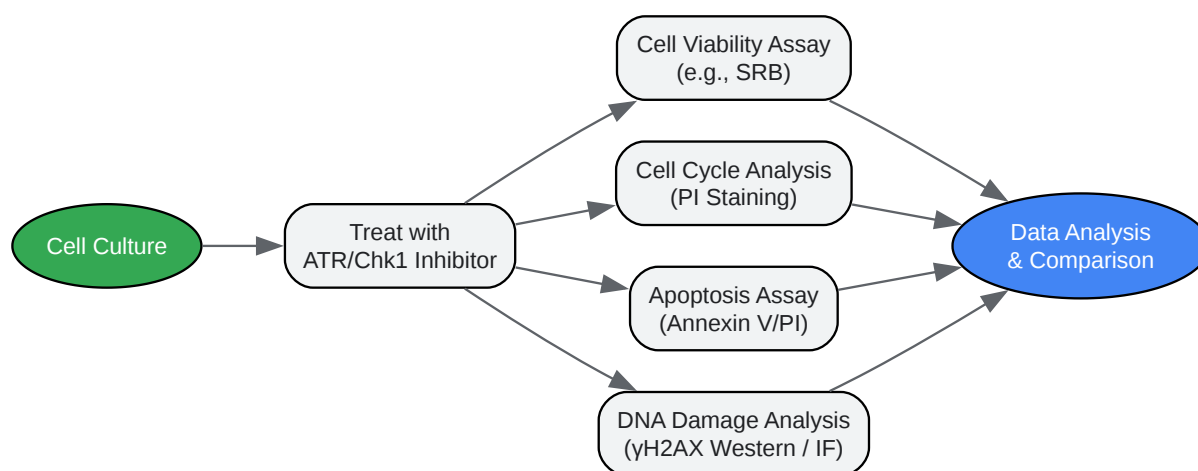 Cell Culture
Treat with
ATR/Chk1 Inhibitor
Cell Viability Assay
(e.g., SRB)
Cell Cycle Analysis
(PI Staining)
Apoptosis Assay
(Annexin V/PI)
DNA Damage Analysis
(γH2AX Western / IF)
Data Analysis
& Comparison